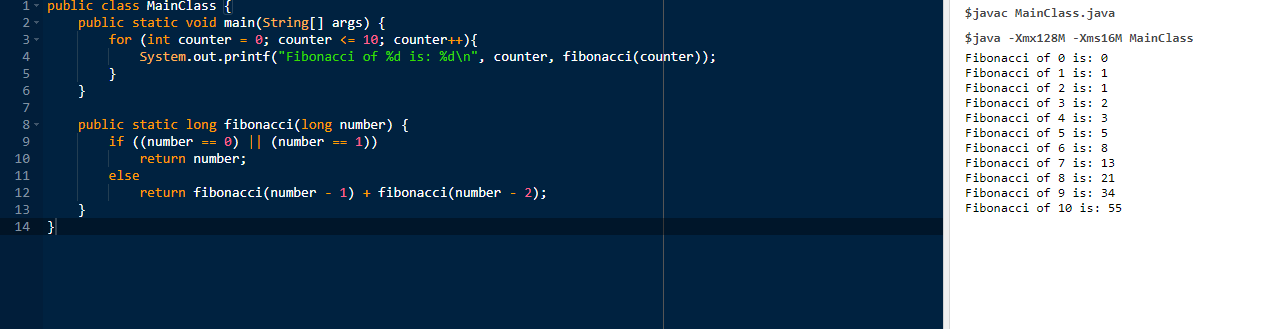 1 public class MainClass {
2     public static void main(String[] args) {
3         for (int counter = 0; counter <= 10; counter++){
4             System.out.printf("Fibonacci of %d is: %d\n", counter, fibonacci(counter));
5         }
6     }
7
8     public static long fibonacci(long number) {
9         if ((number == 0) || (number == 1))
10             return number;
11         else
12             return fibonacci(number - 1) + fibonacci(number - 2);
13     }
14 }
$javac MainClass.java
$java -Xmx128M -Xms16M MainClass
Fibonacci of 0 is: 0
Fibonacci of 1 is: 1
Fibonacci of 2 is: 1
Fibonacci of 3 is: 2
Fibonacci of 4 is: 3
Fibonacci of 5 is: 5
Fibonacci of 6 is: 8
Fibonacci of 7 is: 13
Fibonacci of 8 is: 21
Fibonacci of 9 is: 34
Fibonacci of 10 is: 55